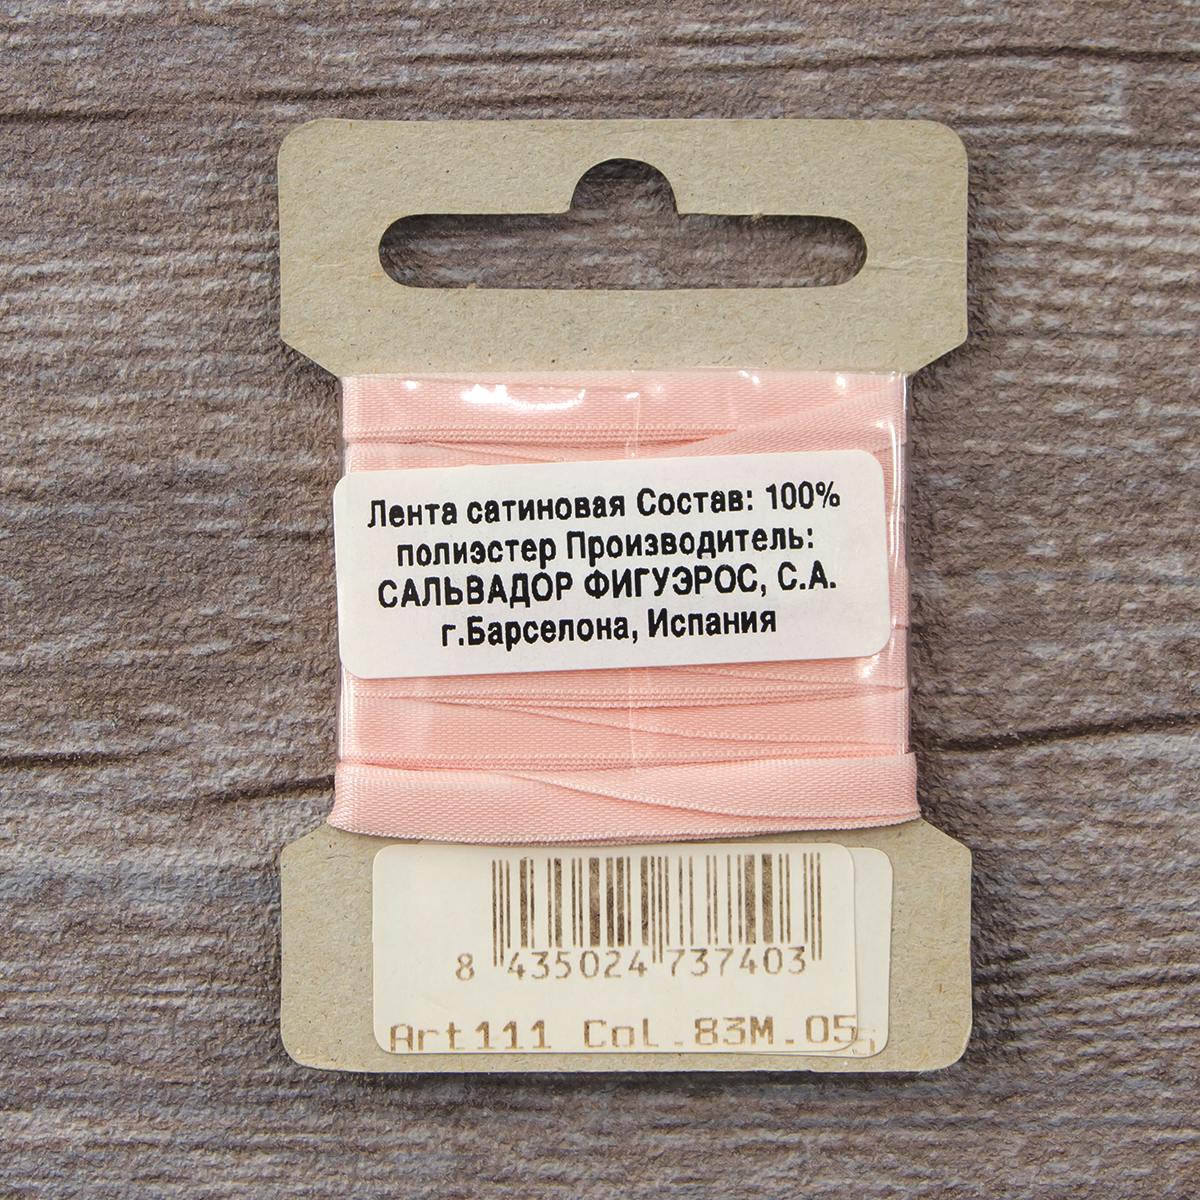 Лента сатиновая Состав: 100%
полиэстер Производитель:
САЛЬВАДОР ФИГУЭРОС, С.А.
г.Барселона, Испания
8 435024 737403
Art111 Col.83M.05